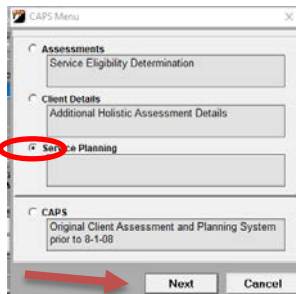 CAPS Menu
Assessments
Service Eligibility Determination
Client Details
Additional Holistic Assessment Details
Service Planning
CAPS
Original Client Assessment and Planning System
prior to 8-1-08
Next Cancel